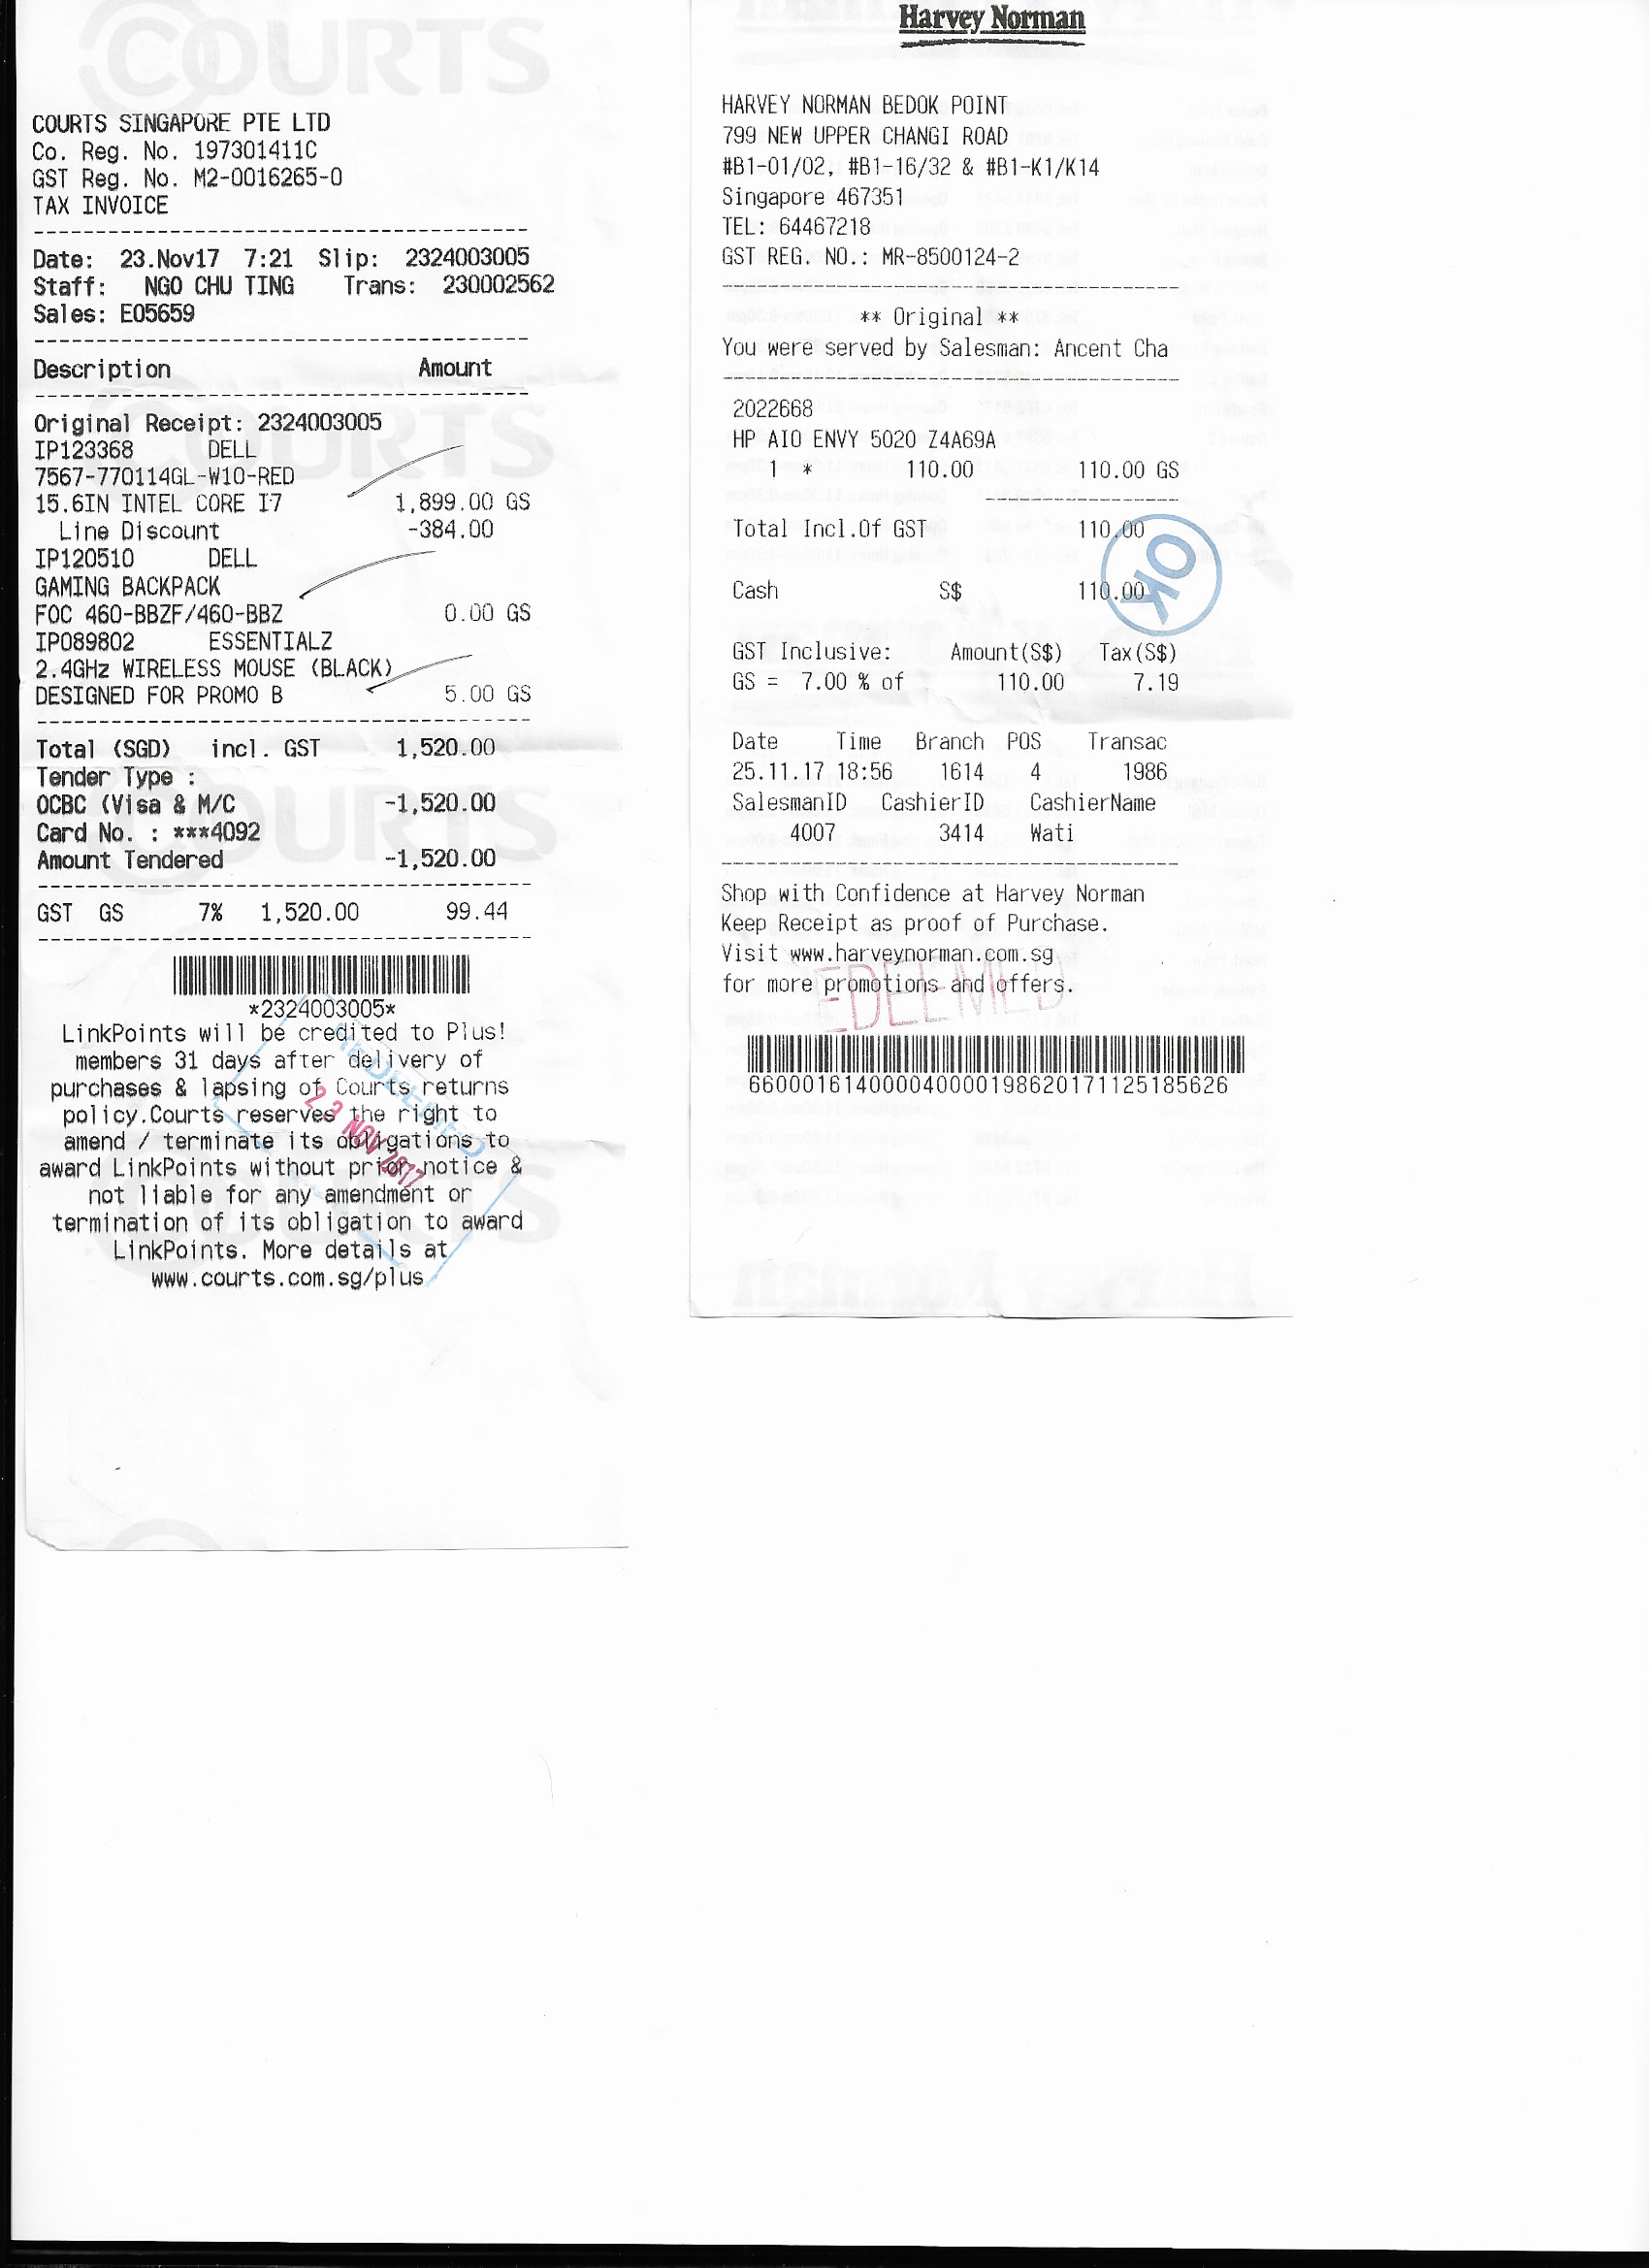 COURTS
COURTS SINGAPORE PTE LTD
Co. Reg. No. 197301411C
GST Reg. No. M2-0016265-0
TAX INVOICE
Date: 23.Nov17 7:21 Slip: 2324003005
Staff: NGO CHU TING Trans: 230002562
Sales: E05659
Description Amount
Original Receipt: 2324003005
IP123368 DELL
7567-770114GL-W10-RED
15.6IN INTEL CORE I7 1,899.00 GS
Line Discount -384.00
IP120510 DELL
GAMING BACKPACK
FOC 460-BBZF/460-BBZ 0.00 GS
IP089802 ESSENTIALZ
2.4GHz WIRELESS MOUSE (BLACK)
DESIGNED FOR PROMO B 5.00 GS
Total (SGD) incl. GST 1,520.00
Tender Type :
OCBC (Visa & M/C -1,520.00
Card No. : ***4092
Amount Tendered -1,520.00
GST GS 7% 1,520.00 99.44
*2324003005*
LinkPoints will be credited to Plus!
members 31 days after delivery of
purchases & lapsing of Courts returns
policy.Courts reserves the right to
amend / terminate its obligations to
award LinkPoints without prior notice &
not liable for any amendment or
termination of its obligation to award
LinkPoints. More details at
www.courts.com.sg/plus
23 NOV 2017
Harvey Norman
HARVEY NORMAN BEDOK POINT
799 NEW UPPER CHANGI ROAD
#B1-01/02, #B1-16/32 & #B1-K1/K14
Singapore 467351
TEL: 64467218
GST REG. NO.: MR-8500124-2
** Original **
You were served by Salesman: Ancent Cha
2022668
HP AIO ENVY 5020 Z4A69A
1 * 110.00 110.00 GS
Total Incl.Of GST 110.00
Cash S$ 110.00
OK
GST Inclusive: Amount(S$) Tax(S$)
GS = 7.00 % of 110.00 7.19
Date Time Branch POS Transac
25.11.17 18:56 1614 4 1986
SalesmanID CashierID CashierName
4007 3414 Wati
Shop with Confidence at Harvey Norman
Keep Receipt as proof of Purchase.
Visit www.harveynorman.com.sg
for more promotions and offers.
EDEEMED
660001614000040000198620171125185626